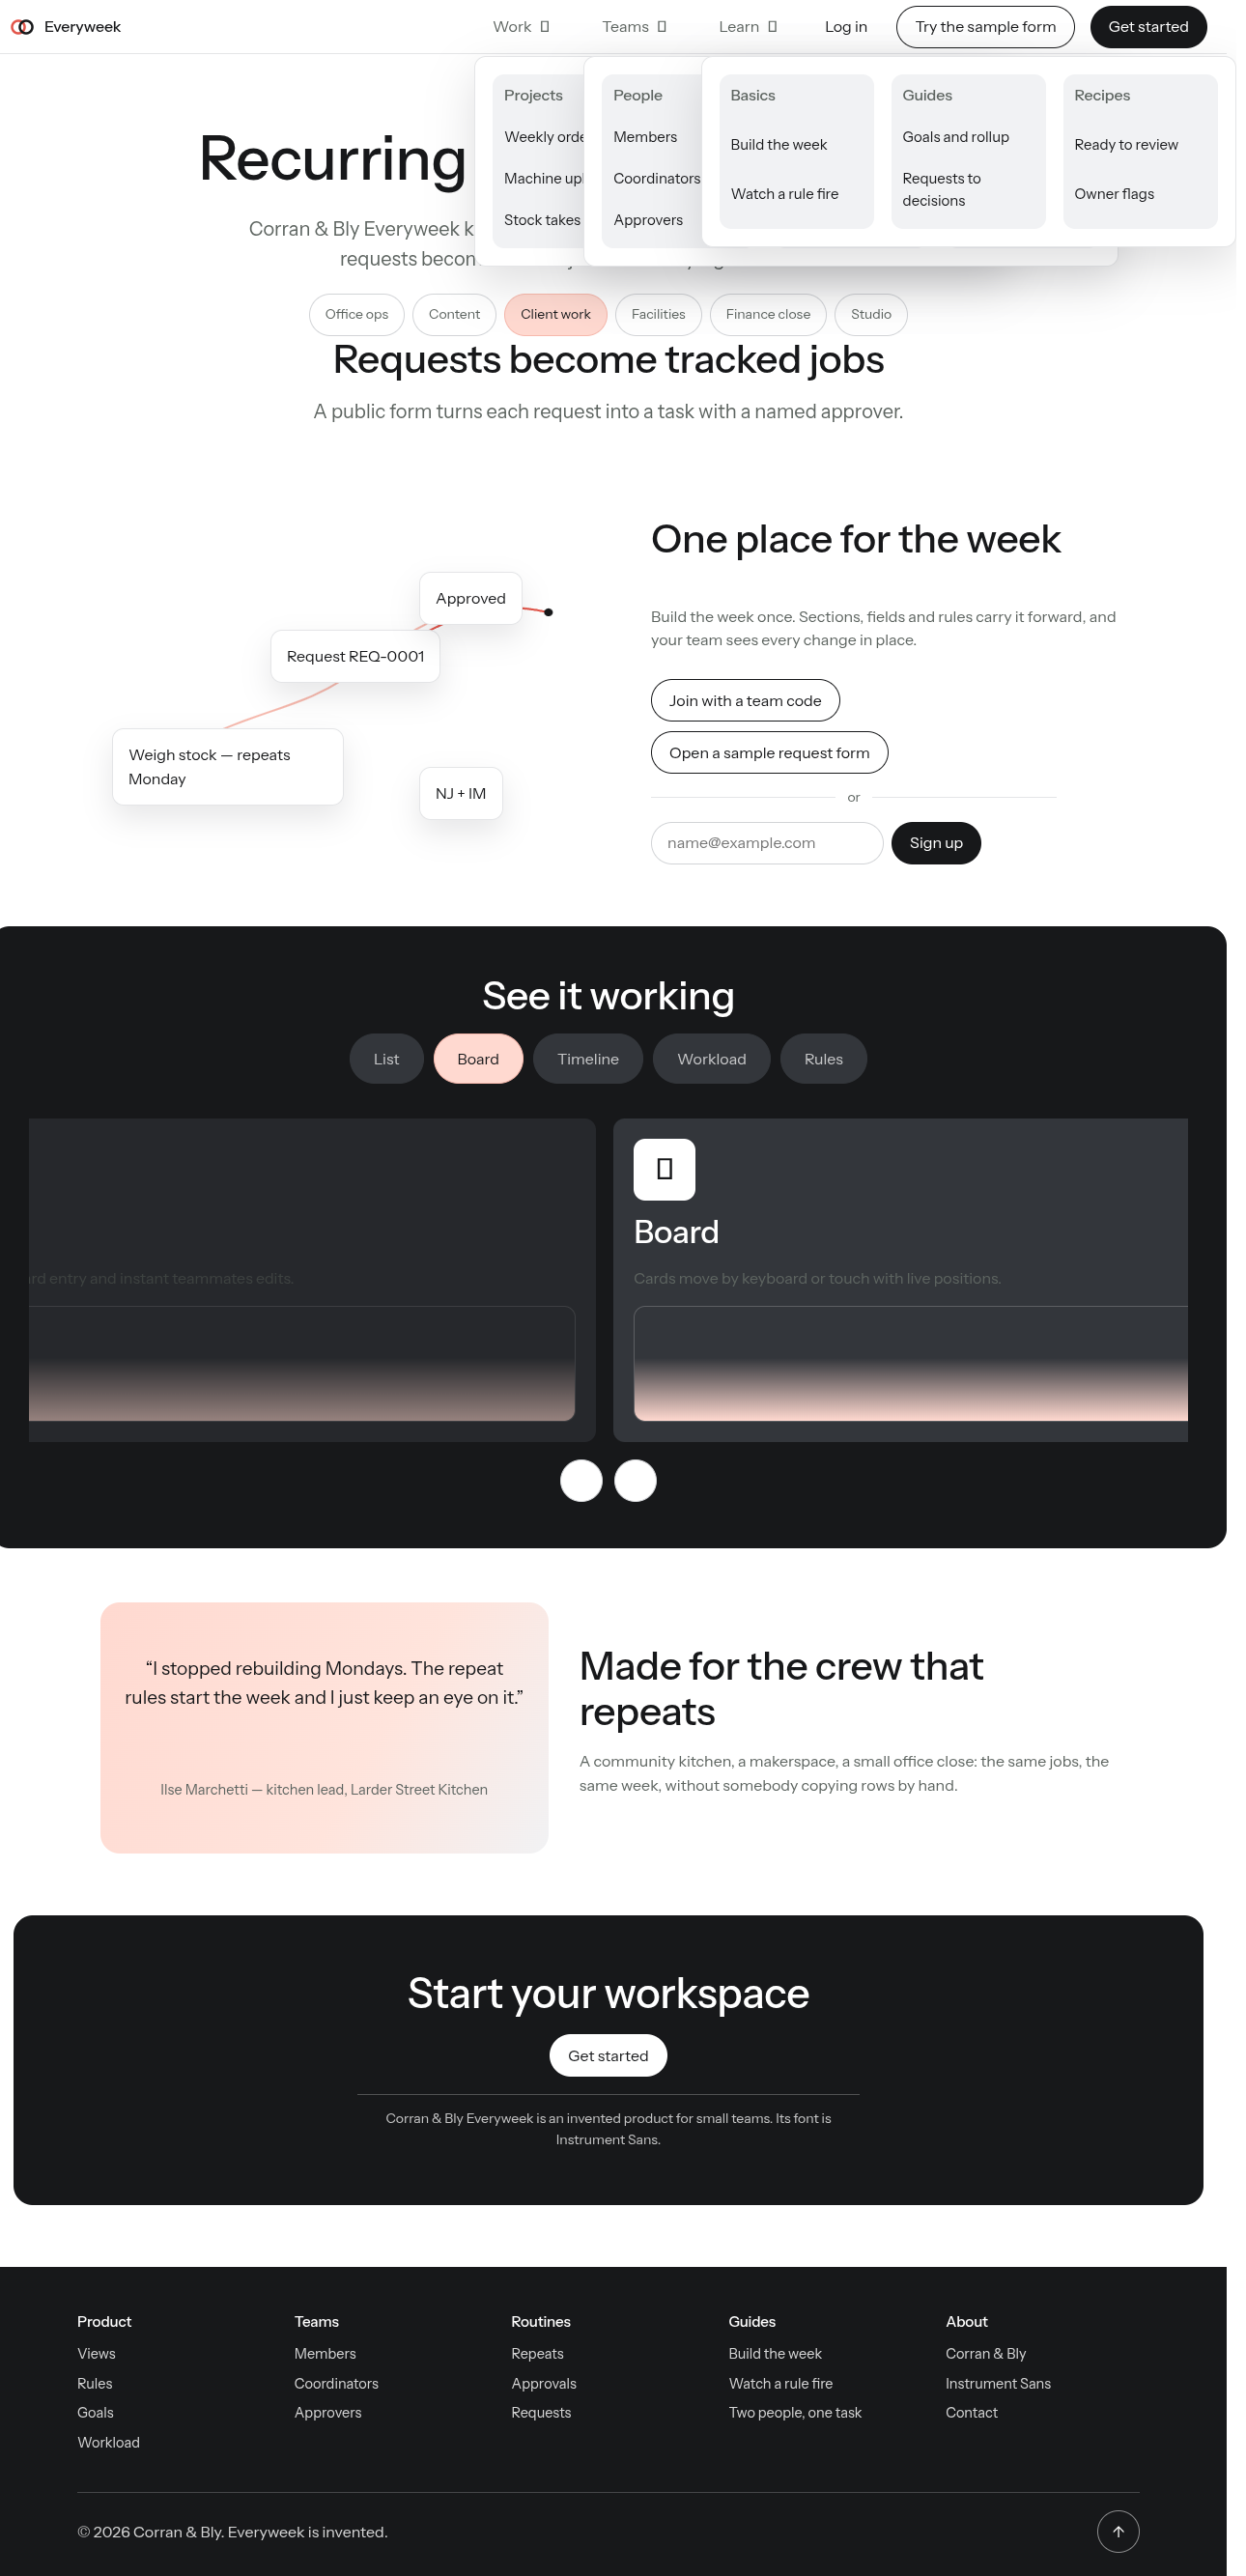 Everyweek
Work
Teams
Learn
Log in
Try the sample form
Get started
Projects
Weekly
Machine
Stock takes
People
Members
Coordinators
Approvers
Basics
Build the week
Watch a rule fire
Guides
Goals and rollup
Requests to
decisions
Recipes
Ready to review
Owner flags
Recurring
Corran & Bly Everyweek
requests
Office ops
Content
Client work
Facilities
Finance close
Studio
Requests become tracked jobs
A public form turns each request into a task with a named approver.
Approved
Request REQ-0001
Weigh stock — repeats
Monday
NJ + IM
One place for the week
Build the week once. Sections, fields and rules carry it forward, and
your team sees every change in place.
Join with a team code
Open a sample request form
or
name@example.com
Sign up
See it working
List
Board
Timeline
Workload
Rules
entry and instant teammates edits.
Board
Cards move by keyboard or touch with live positions.
“I stopped rebuilding Mondays. The repeat
rules start the week and I just keep an eye on it.”
Ilse Marchetti — kitchen lead, Larder Street Kitchen
Made for the crew that
repeats
A community kitchen, a makerspace, a small office close: the same jobs, the
same week, without somebody copying rows by hand.
Start your workspace
Get started
Corran & Bly Everyweek is an invented product for small teams. Its font is
Instrument Sans.
Product
Views
Rules
Goals
Workload
Teams
Members
Coordinators
Approvers
Routines
Repeats
Approvals
Requests
Guides
Build the week
Watch a rule fire
Two people, one task
About
Corran & Bly
Instrument Sans
Contact
© 2026 Corran & Bly. Everyweek is invented.